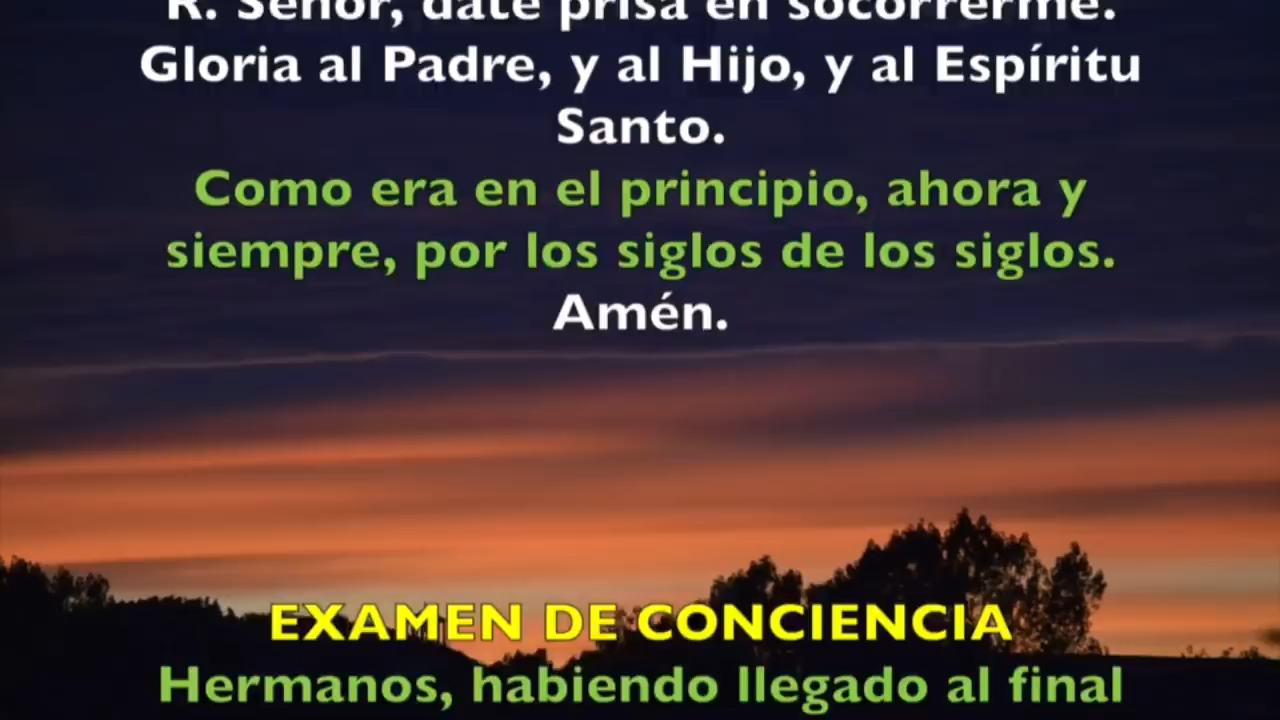 R. Señor, date prisa en socorrerme.
Gloria al Padre, y al Hijo, y al Espíritu
Santo.
Como era en el principio, ahora y
siempre, por los siglos de los siglos.
Amén.
EXAMEN DE CONCIENCIA
Hermanos, habiendo llegado al final